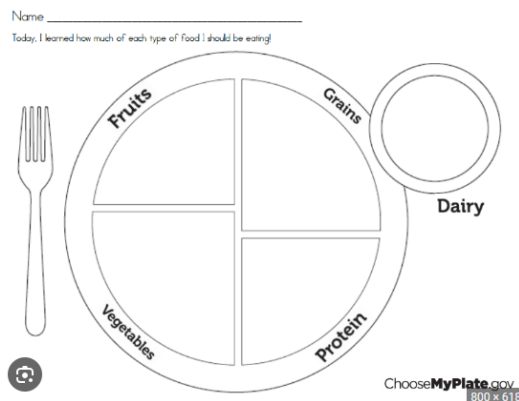 Name
Today, I learned how much of each type of food I should be eating!
Fruits
Grains
Dairy
Vegetables
Protein
ChooseMyPlate.gov
800 × 618